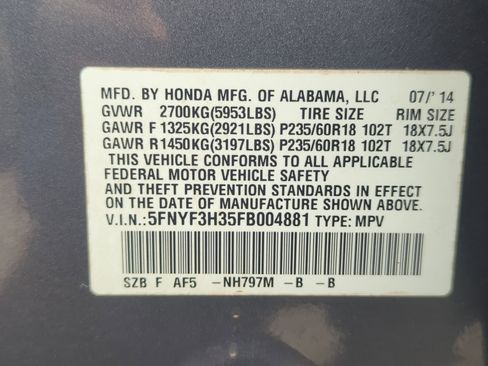 MFD. BY HONDA MFG. OF ALABAMA, LLC 07/'14
GVWR 2700KG(5953LBS) TIRE SIZE RIM SIZE
GAWR F 1325KG(2921LBS) P235/60R18 102T 18X7.5J
GAWR R1450KG(3197LBS) P235/60R18 102T 18X7.5J
THIS VEHICLE CONFORMS TO ALL APPLICABLE
FEDERAL MOTOR VEHICLE SAFETY
AND THEFT PREVENTION STANDARDS IN EFFECT
ON THE DATE OF MANUFACTURE SHOWN ABOVE.
V.I.N.:5FNYF3H35FB004881 TYPE: MPV
SZB F AF5 -NH797M -B -B